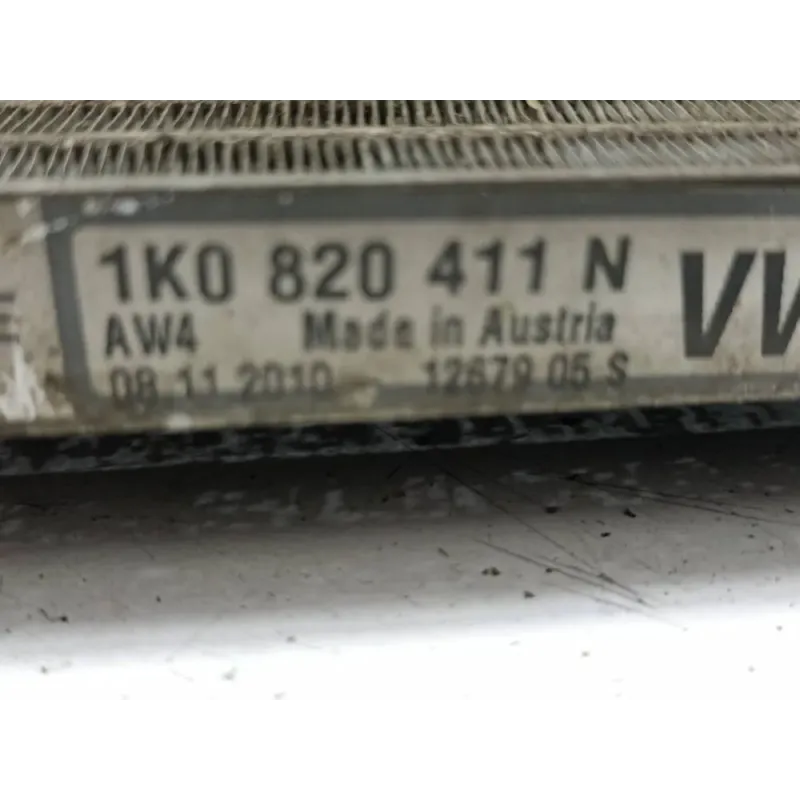 1K0 820 411 N
AW4 Made in Austria
08.11.2010 12679 05 S
VW